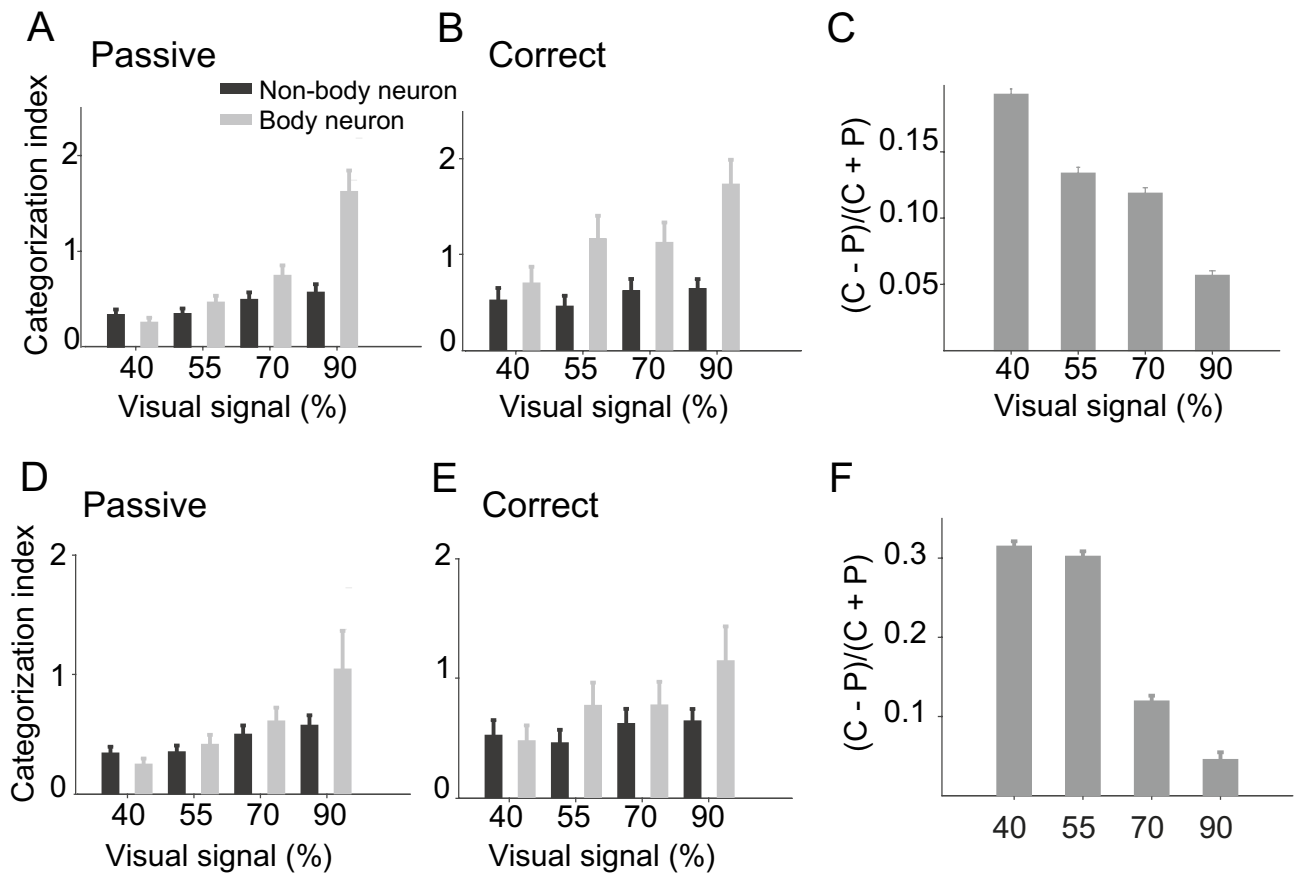 A
Passive
Non-body neuron
Body neuron
Categorization index
2
1
0
40 55 70 90
Visual signal (%)
B
Correct
2
1
0
40 55 70 90
Visual signal (%)
C
(C - P)/(C + P)
0.15
0.10
0.05
40 55 70 90
Visual signal (%)
D
Passive
Categorization index
2
1
0
40 55 70 90
Visual signal (%)
E
Correct
2
1
0
40 55 70 90
Visual signal (%)
F
(C - P)/(C + P)
0.3
0.2
0.1
40 55 70 90